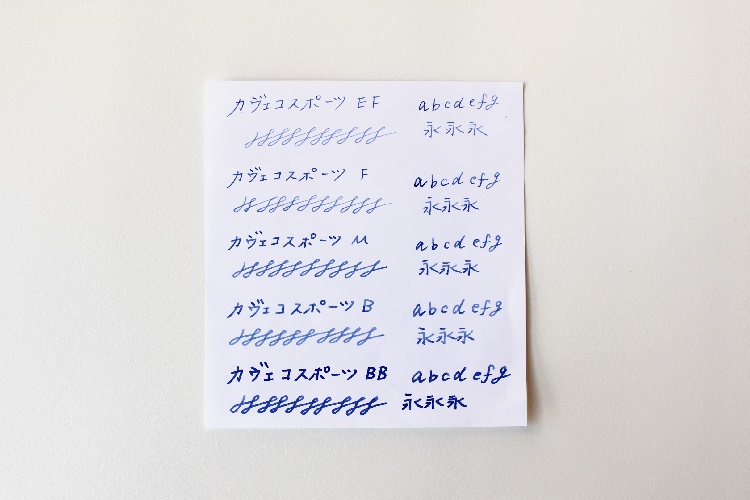 カヴェコスポーツ EF abcdefg
永永永
カヴェコスポーツ F abcdefg
永永永
カヴェコスポーツ M abcdefg
永永永
カヴェコスポーツ B abcdefg
永永永
カヴェコスポーツ BB abcdefg
永永永